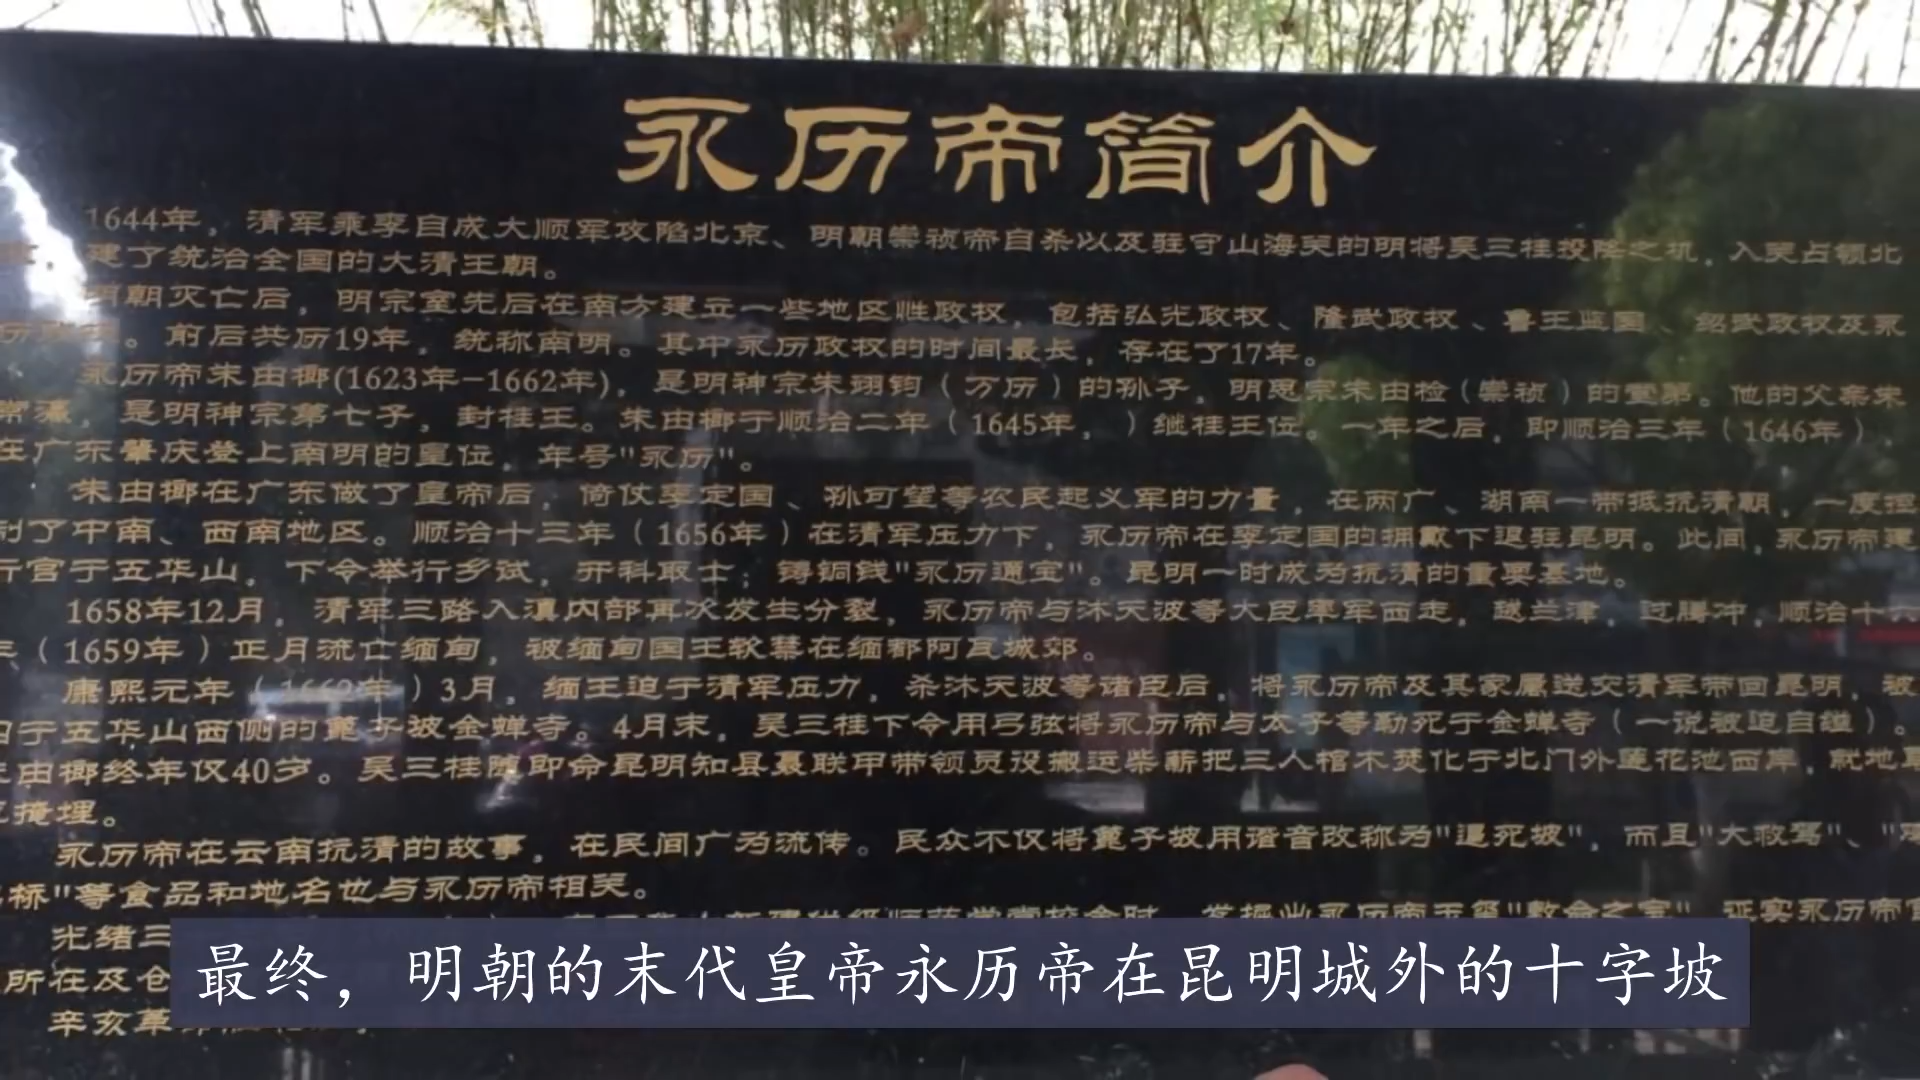 永历帝简介
1644年，清军乘李自成大顺军攻陷北京、明朝崇祯帝自杀以及驻守山海关的明将吴三桂投降之机，入关占领北
，建了统治全国的大清王朝。
明朝灭亡后，明宗室先后在南方建立一些地区性政权，包括弘光政权、隆武政权、鲁王监国、绍武政权及永
历政权。前后共历19年，统称南明。其中永历政权的时间最长，存在了17年。
永历帝朱由榔(1623年-1662年)，是明神宗朱翊钧（万历）的孙子，明思宗朱由检（崇祯）的堂弟。他的父亲朱
常瀛，是明神宗第七子，封桂王。朱由榔于顺治二年（1645年，）继桂王位。一年之后，即顺治三年（1646年），
在广东肇庆登上南明的皇位，年号"永历"。
朱由榔在广东做了皇帝后，倚仗李定国、孙可望等农民起义军的力量，在两广、湖南一带抵抗清朝，一度控
制了中南、西南地区。顺治十三年（1656年）在清军压力下，永历帝在李定国的拥戴下退驻昆明。此间，永历帝建
行宫于五华山，下令举行乡试，开科取士；铸铜钱"永历通宝"。昆明一时成为抗清的重要基地。
1658年12月，清军三路入滇内部再次发生分裂，永历帝与沐天波等大臣率军西走，越兰津，过腾冲，顺治十六
年（1659年）正月流亡缅甸，被缅甸国王软禁在缅都阿瓦城郊。
康熙元年（1662年）3月，缅王迫于清军压力，杀沐天波等诸臣后，将永历帝及其家属送交清军带回昆明，被
囚于五华山西侧的篦子坡金蝉寺。4月末，吴三桂下令用弓弦将永历帝与太子等勒死于金蝉寺（一说被迫自缢）。
朱由榔终年仅40岁。吴三桂随即命昆明知县聂联甲带领员役搬运柴薪把三人棺木焚化于北门外莲花池西岸，就地草
草掩埋。
永历帝在云南抗清的故事，在民间广为流传。民众不仅将篦子坡用谐音改称为"逼死坡"，而且"大救驾"、
桥"等食品和地名也与永历帝相关。
光绪三
所在及仓
辛亥革
最终，明朝的末代皇帝永历帝在昆明城外的十字坡